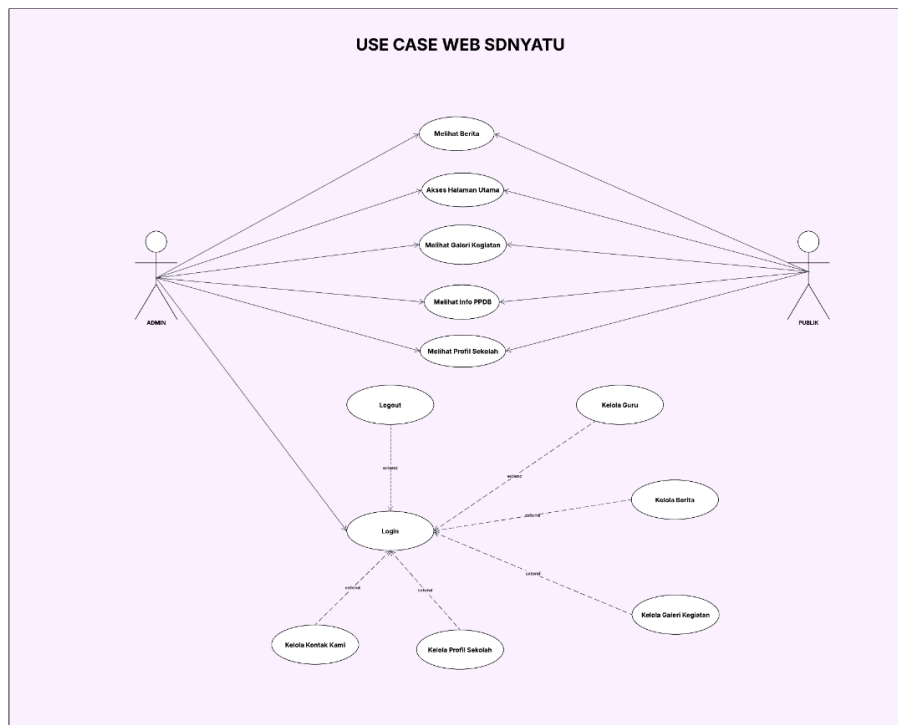 USE CASE WEB SDNYATU
Melihat Berita
Akses Halaman Utama
Melihat Galeri Kegiatan
Melihat Info PPDB
Melihat Profil Sekolah
ADMIN
PUBLIK
Logout
Kelola Guru
extend
extend
Kelola Berita
extend
Login
extend
extend
extend
Kelola Galeri Kegiatan
Kelola Kontak Kami
Kelola Profil Sekolah